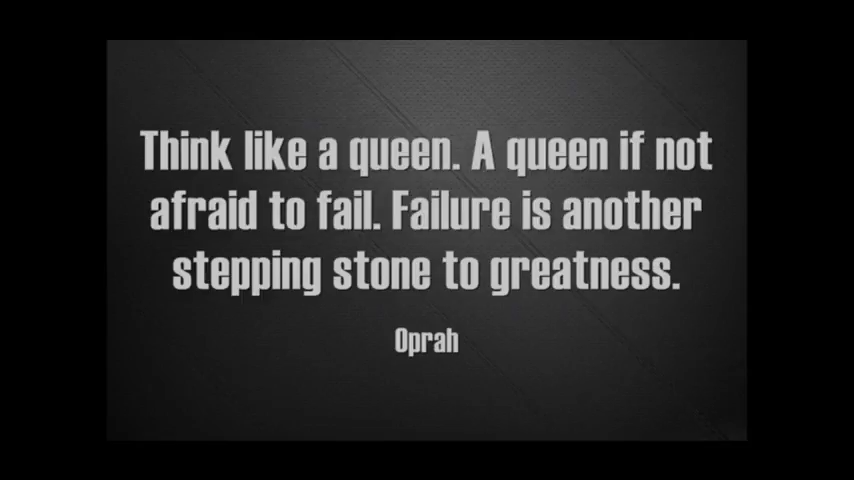 Think like a queen. A queen if not
afraid to fail. Failure is another
stepping stone to greatness.
Oprah